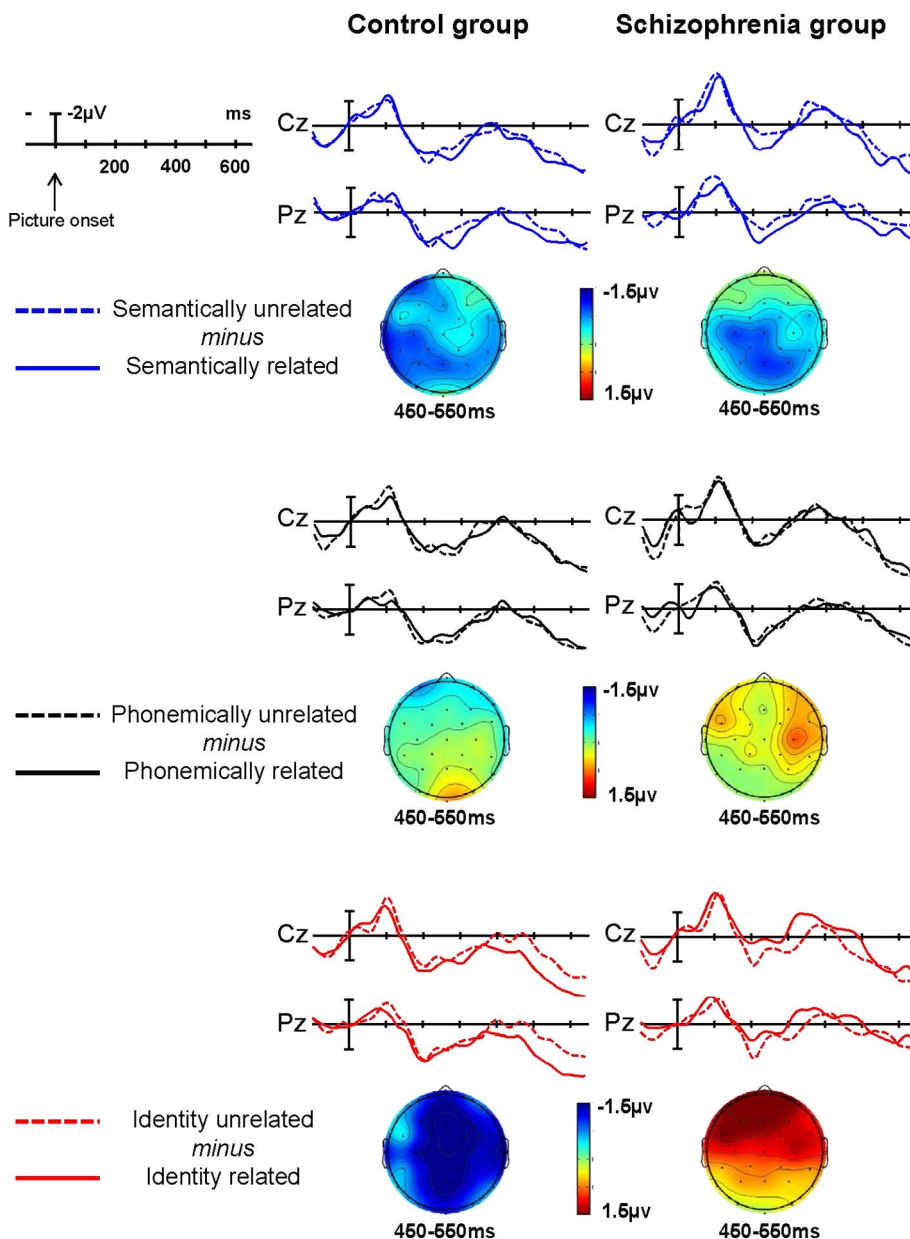 Control group
Schizophrenia group
-2µV
ms
200 400 600
Picture onset
Cz
Cz
Pz
Pz
Semantically unrelated
minus
Semantically related
-1.5µv
1.5µv
450-550ms
450-550ms
Cz
Cz
Pz
Pz
Phonemically unrelated
minus
Phonemically related
-1.5µv
1.5µv
450-550ms
450-550ms
Cz
Cz
Pz
Pz
Identity unrelated
minus
Identity related
-1.5µv
1.5µv
450-550ms
450-550ms